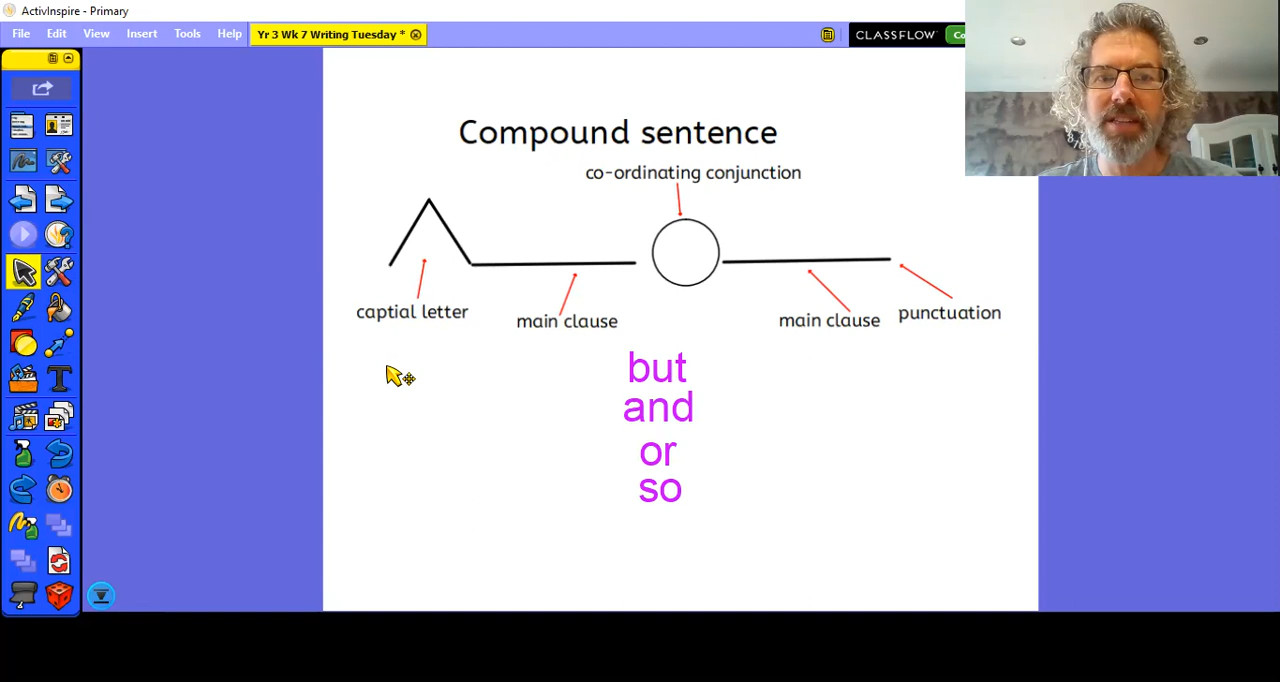 ActivInspire - Primary
File Edit View Insert Tools Help Yr 3 Wk 7 Writing Tuesday * CLASSFLOW Co
Compound sentence
co-ordinating conjunction
captial letter
main clause
main clause
punctuation
but
and
or
so